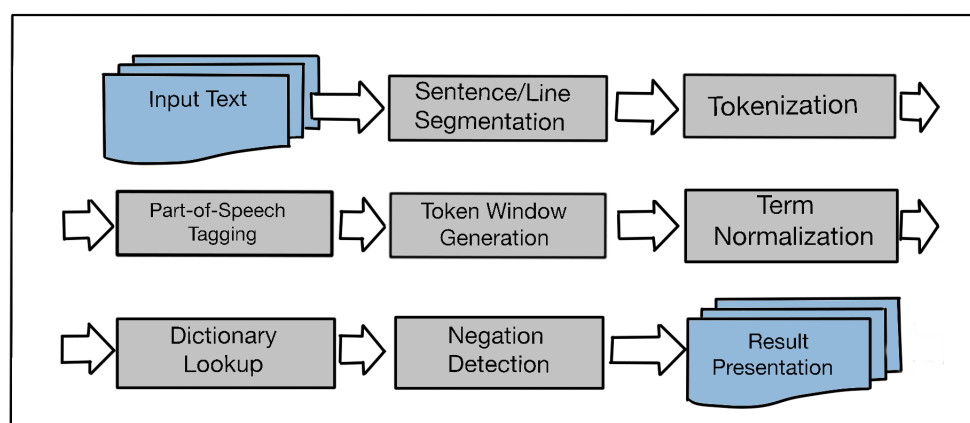 Input Text
Sentence/Line
Segmentation
Tokenization
Part-of-Speech
Tagging
Token Window
Generation
Term
Normalization
Dictionary
Lookup
Negation
Detection
Result
Presentation